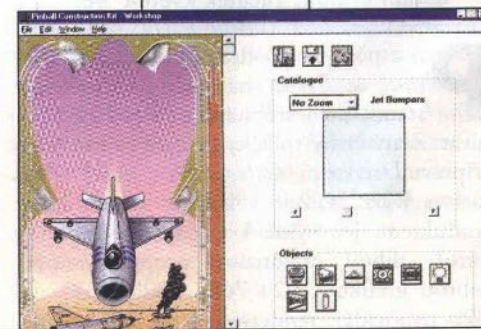 Pinball Construction Kit - Workshop
File Edit Window Help
Catalogue
No Zoom
Jet Bumpers
Objects